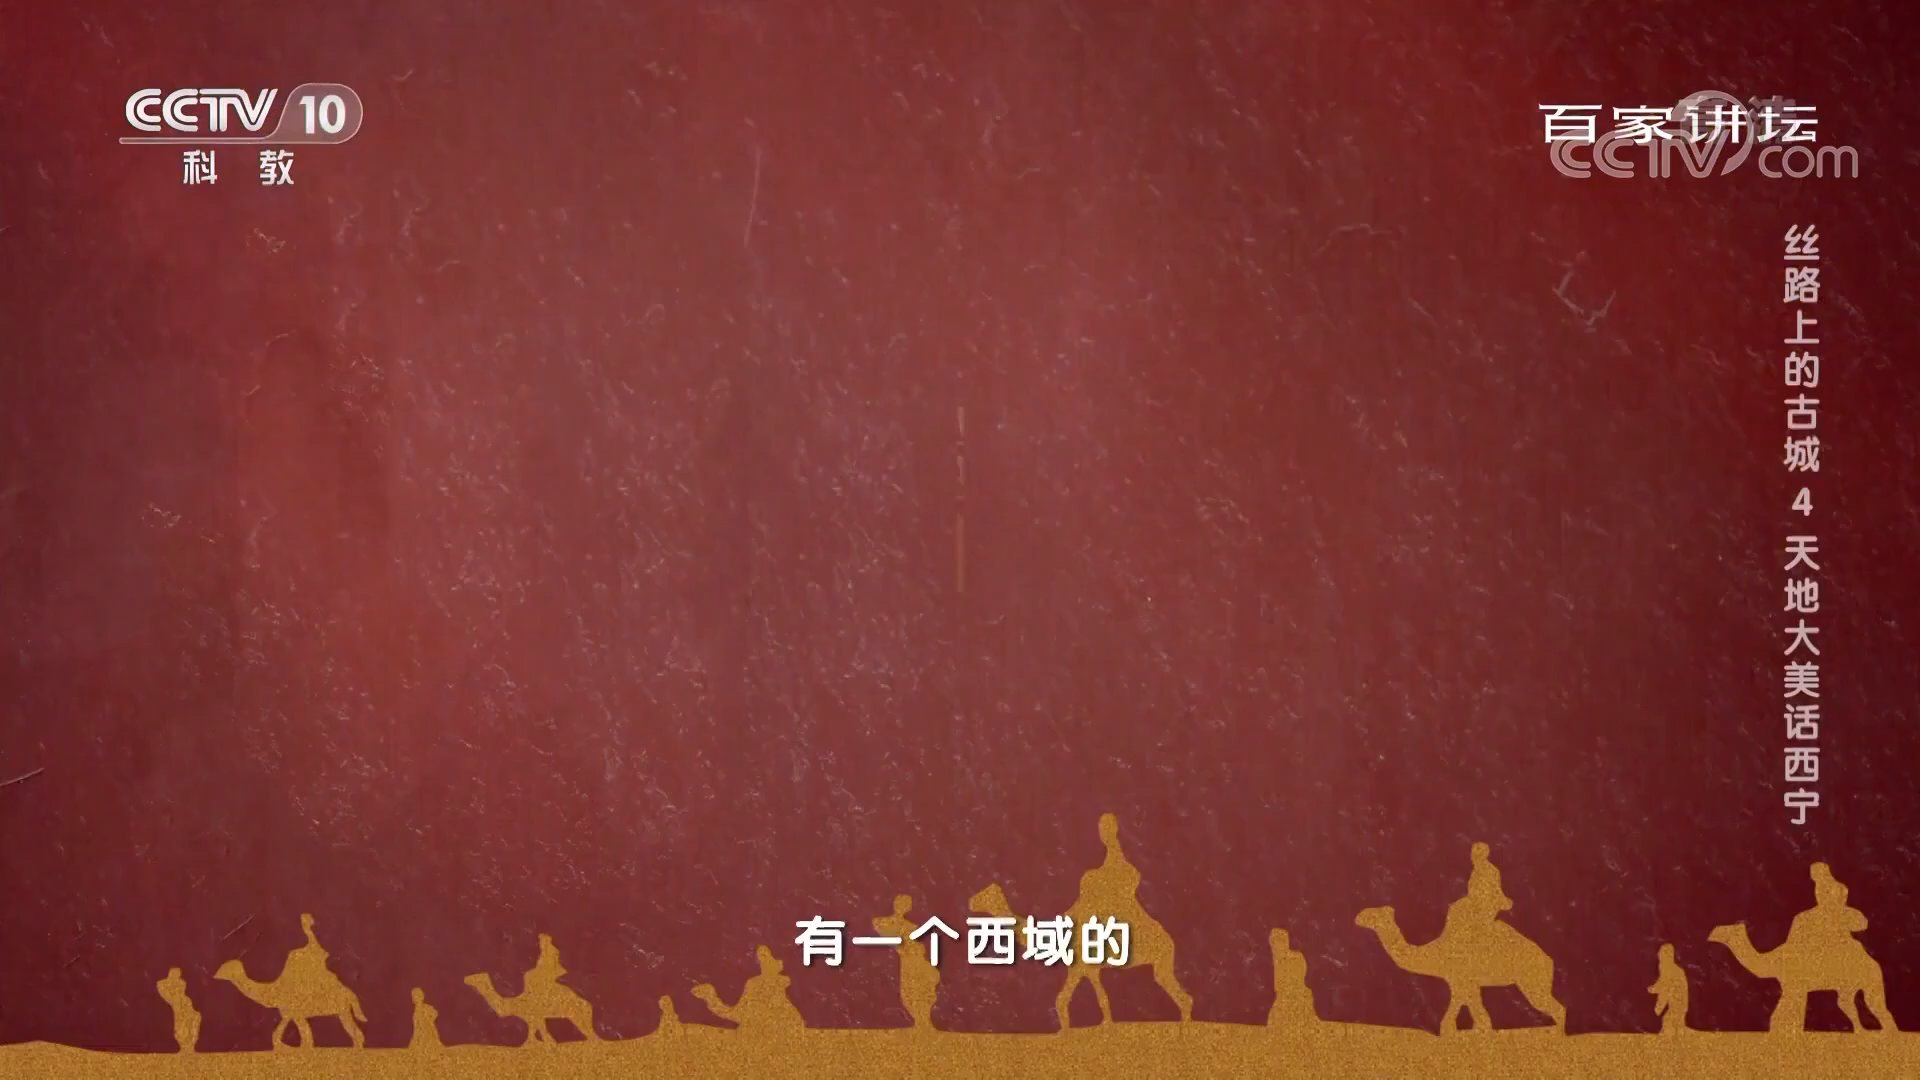 CCTV 10
科 教
百家讲坛
CCTV com
丝路上的古城 4 天地大美话西宁
有一个西域的